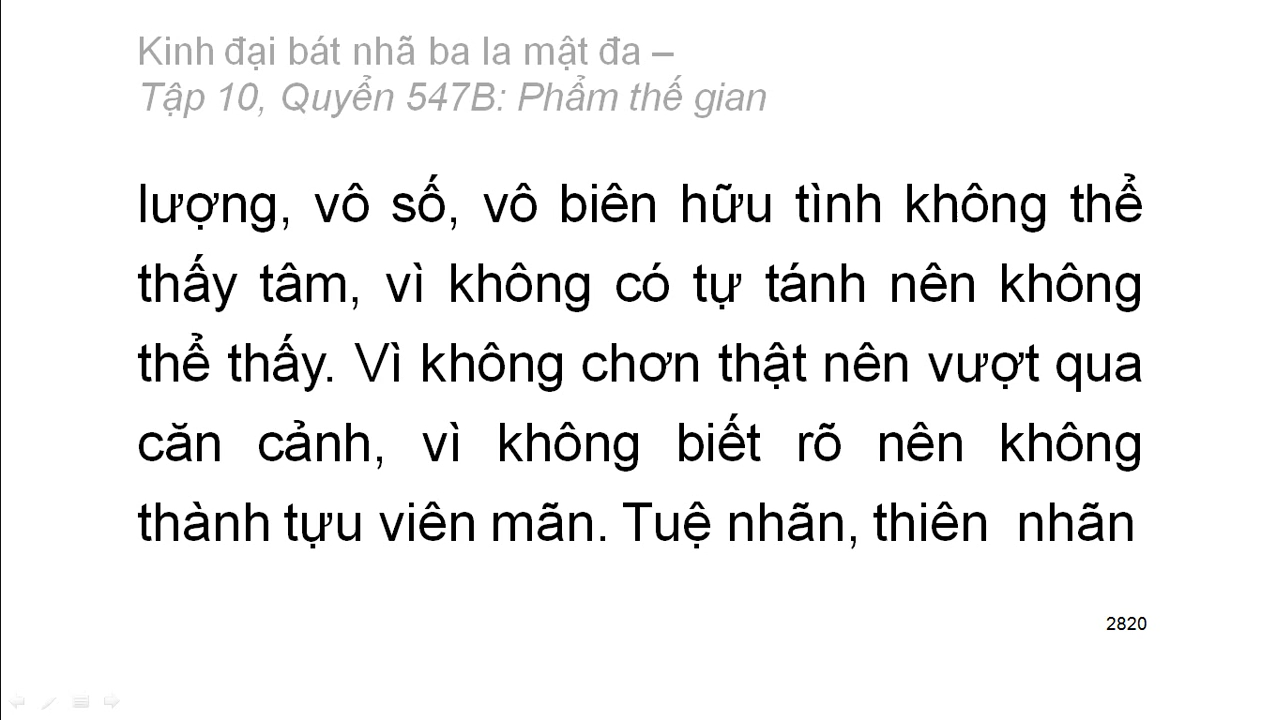 Kinh đại bát nhã ba la mật đa –
Tập 10, Quyển 547B: Phẩm thế gian
lượng, vô số, vô biên hữu tình không thể
thấy tâm, vì không có tự tánh nên không
thể thấy. Vì không chơn thật nên vượt qua
căn cảnh, vì không biết rõ nên không
thành tựu viên mãn. Tuệ nhãn, thiên nhãn
2820